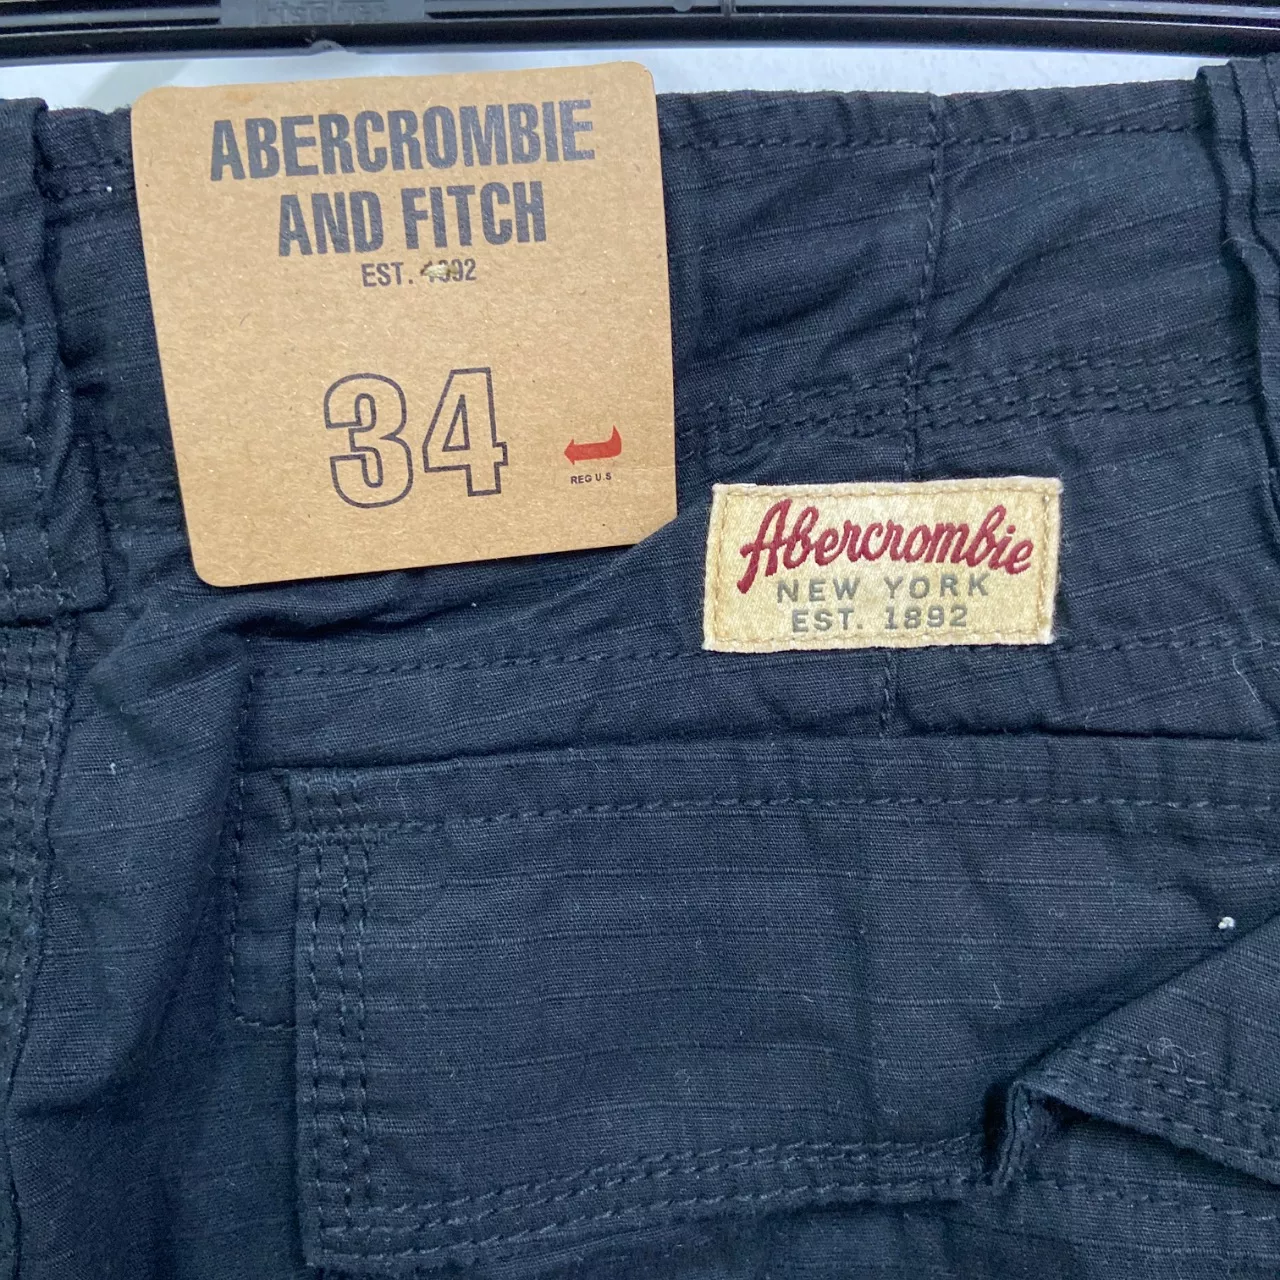 ABERCROMBIE
AND FITCH
EST. 1892
34
REG U.S
Abercrombie
NEW YORK
EST. 1892